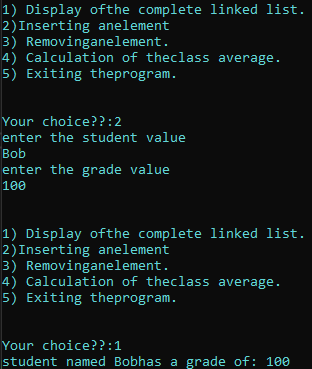 1) Display ofthe complete linked list.
2)Inserting anelement
3) Removinganelement.
4) Calculation of theclass average.
5) Exiting theprogram.
Your choice??:2
enter the student value
Bob
enter the grade value
100
1) Display ofthe complete linked list.
2)Inserting anelement
3) Removinganelement.
4) Calculation of theclass average.
5) Exiting theprogram.
Your choice??:1
student named Bobhas a grade of: 100